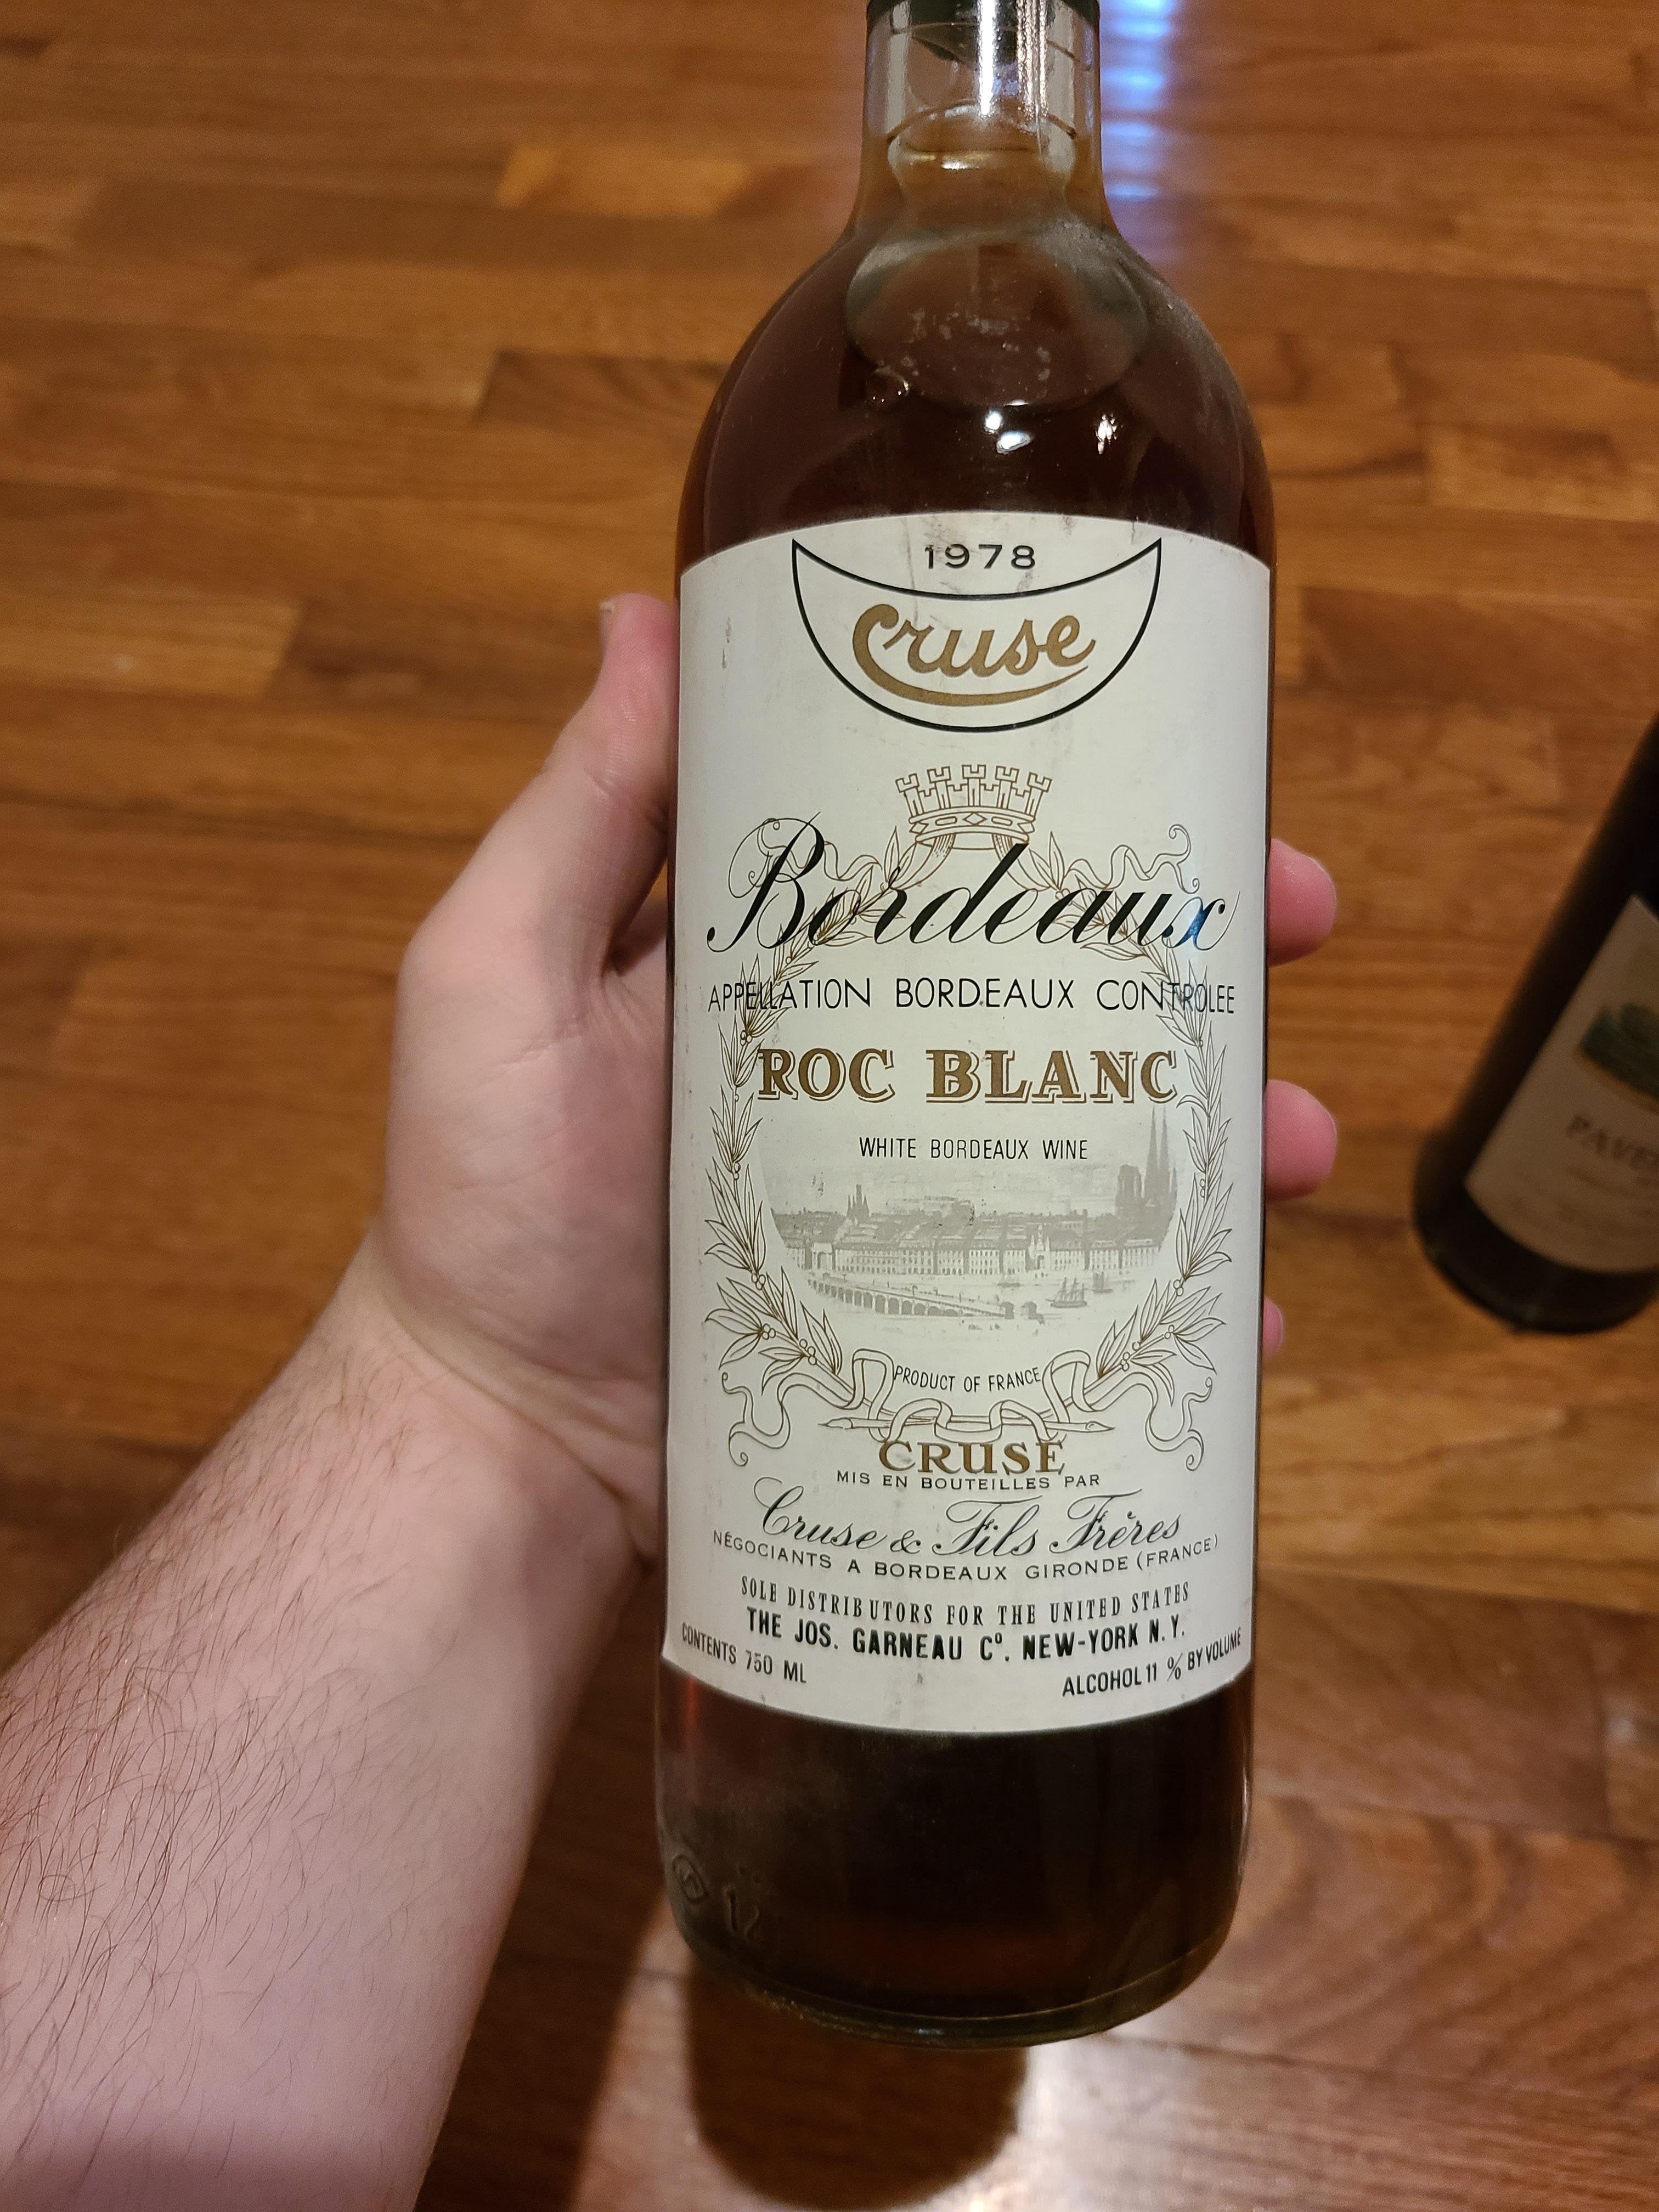 1978
Cruse
Bordeaux
APPELLATION BORDEAUX CONTROLEE
ROC BLANC
WHITE BORDEAUX WINE
PRODUCT OF FRANCE
CRUSE
MIS EN BOUTEILLES PAR
Cruse & Fils Frères
NÉGOCIANTS A BORDEAUX GIRONDE (FRANCE)
SOLE DISTRIBUTORS FOR THE UNITED STATES
THE JOS. GARNEAU Cº. NEW-YORK N.Y.
CONTENTS 750 ML
ALCOHOL 11 % BY VOLUME